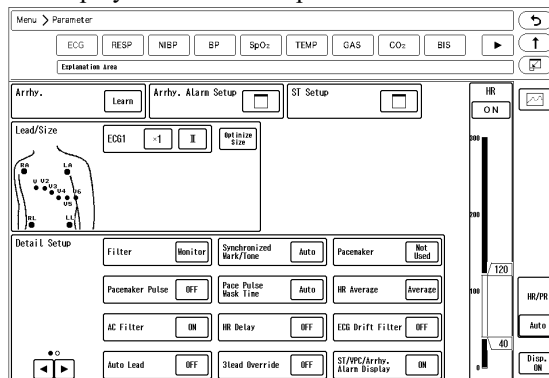 Menu > Parameter
ECG RESP NIBP BP SpO2 TEMP GAS CO2 BIS
Explanation Area
Arrhy. Learn Arrhy. Alarm Setup ST Setup HR
ON
Lead/Size
ECG1 ×1 II Optimize Size
RA LA
V V2 V3 V4 V6
V5
RL LL
300
200
Detail Setup
Filter Monitor Synchronized Mark/Tone Auto Pacemaker Not Used
120
Pacemaker Pulse OFF Pace Pulse Mask Time Auto HR Average Average
100
HR/PR
Auto
AC Filter ON HR Delay OFF ECG Drift Filter OFF
40
Auto Lead OFF 3lead Override OFF ST/VPC/Arrhy. Alarm Display ON
0
Disp. ON